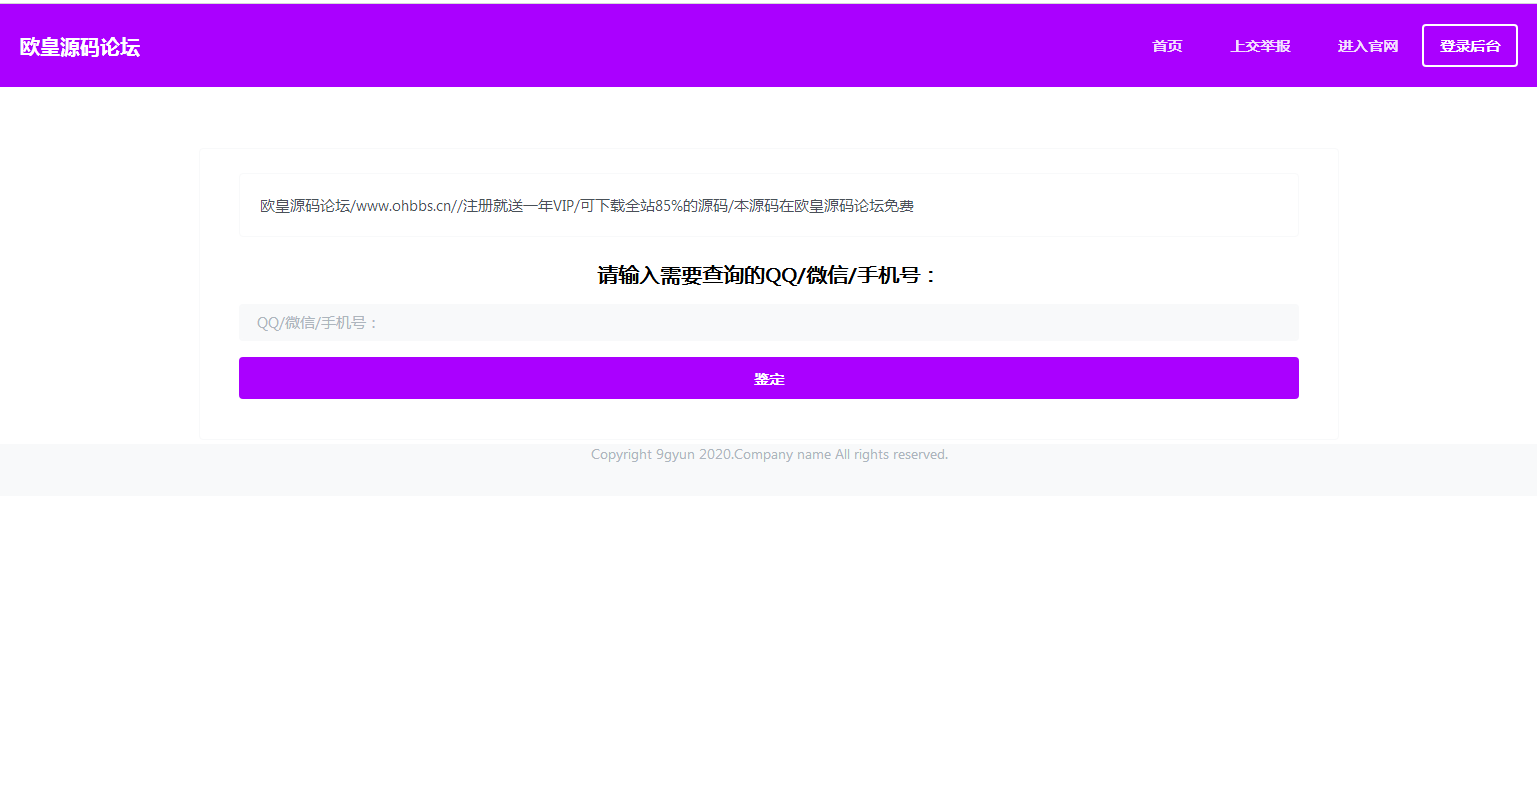 欧皇源码论坛
首页 上交举报 进入官网 登录后台
欧皇源码论坛/www.ohbbs.cn//注册就送一年VIP/可下载全站85%的源码/本源码在欧皇源码论坛免费
请输入需要查询的QQ/微信/手机号：
QQ/微信/手机号：
鉴定
Copyright 9gyun 2020.Company name All rights reserved.